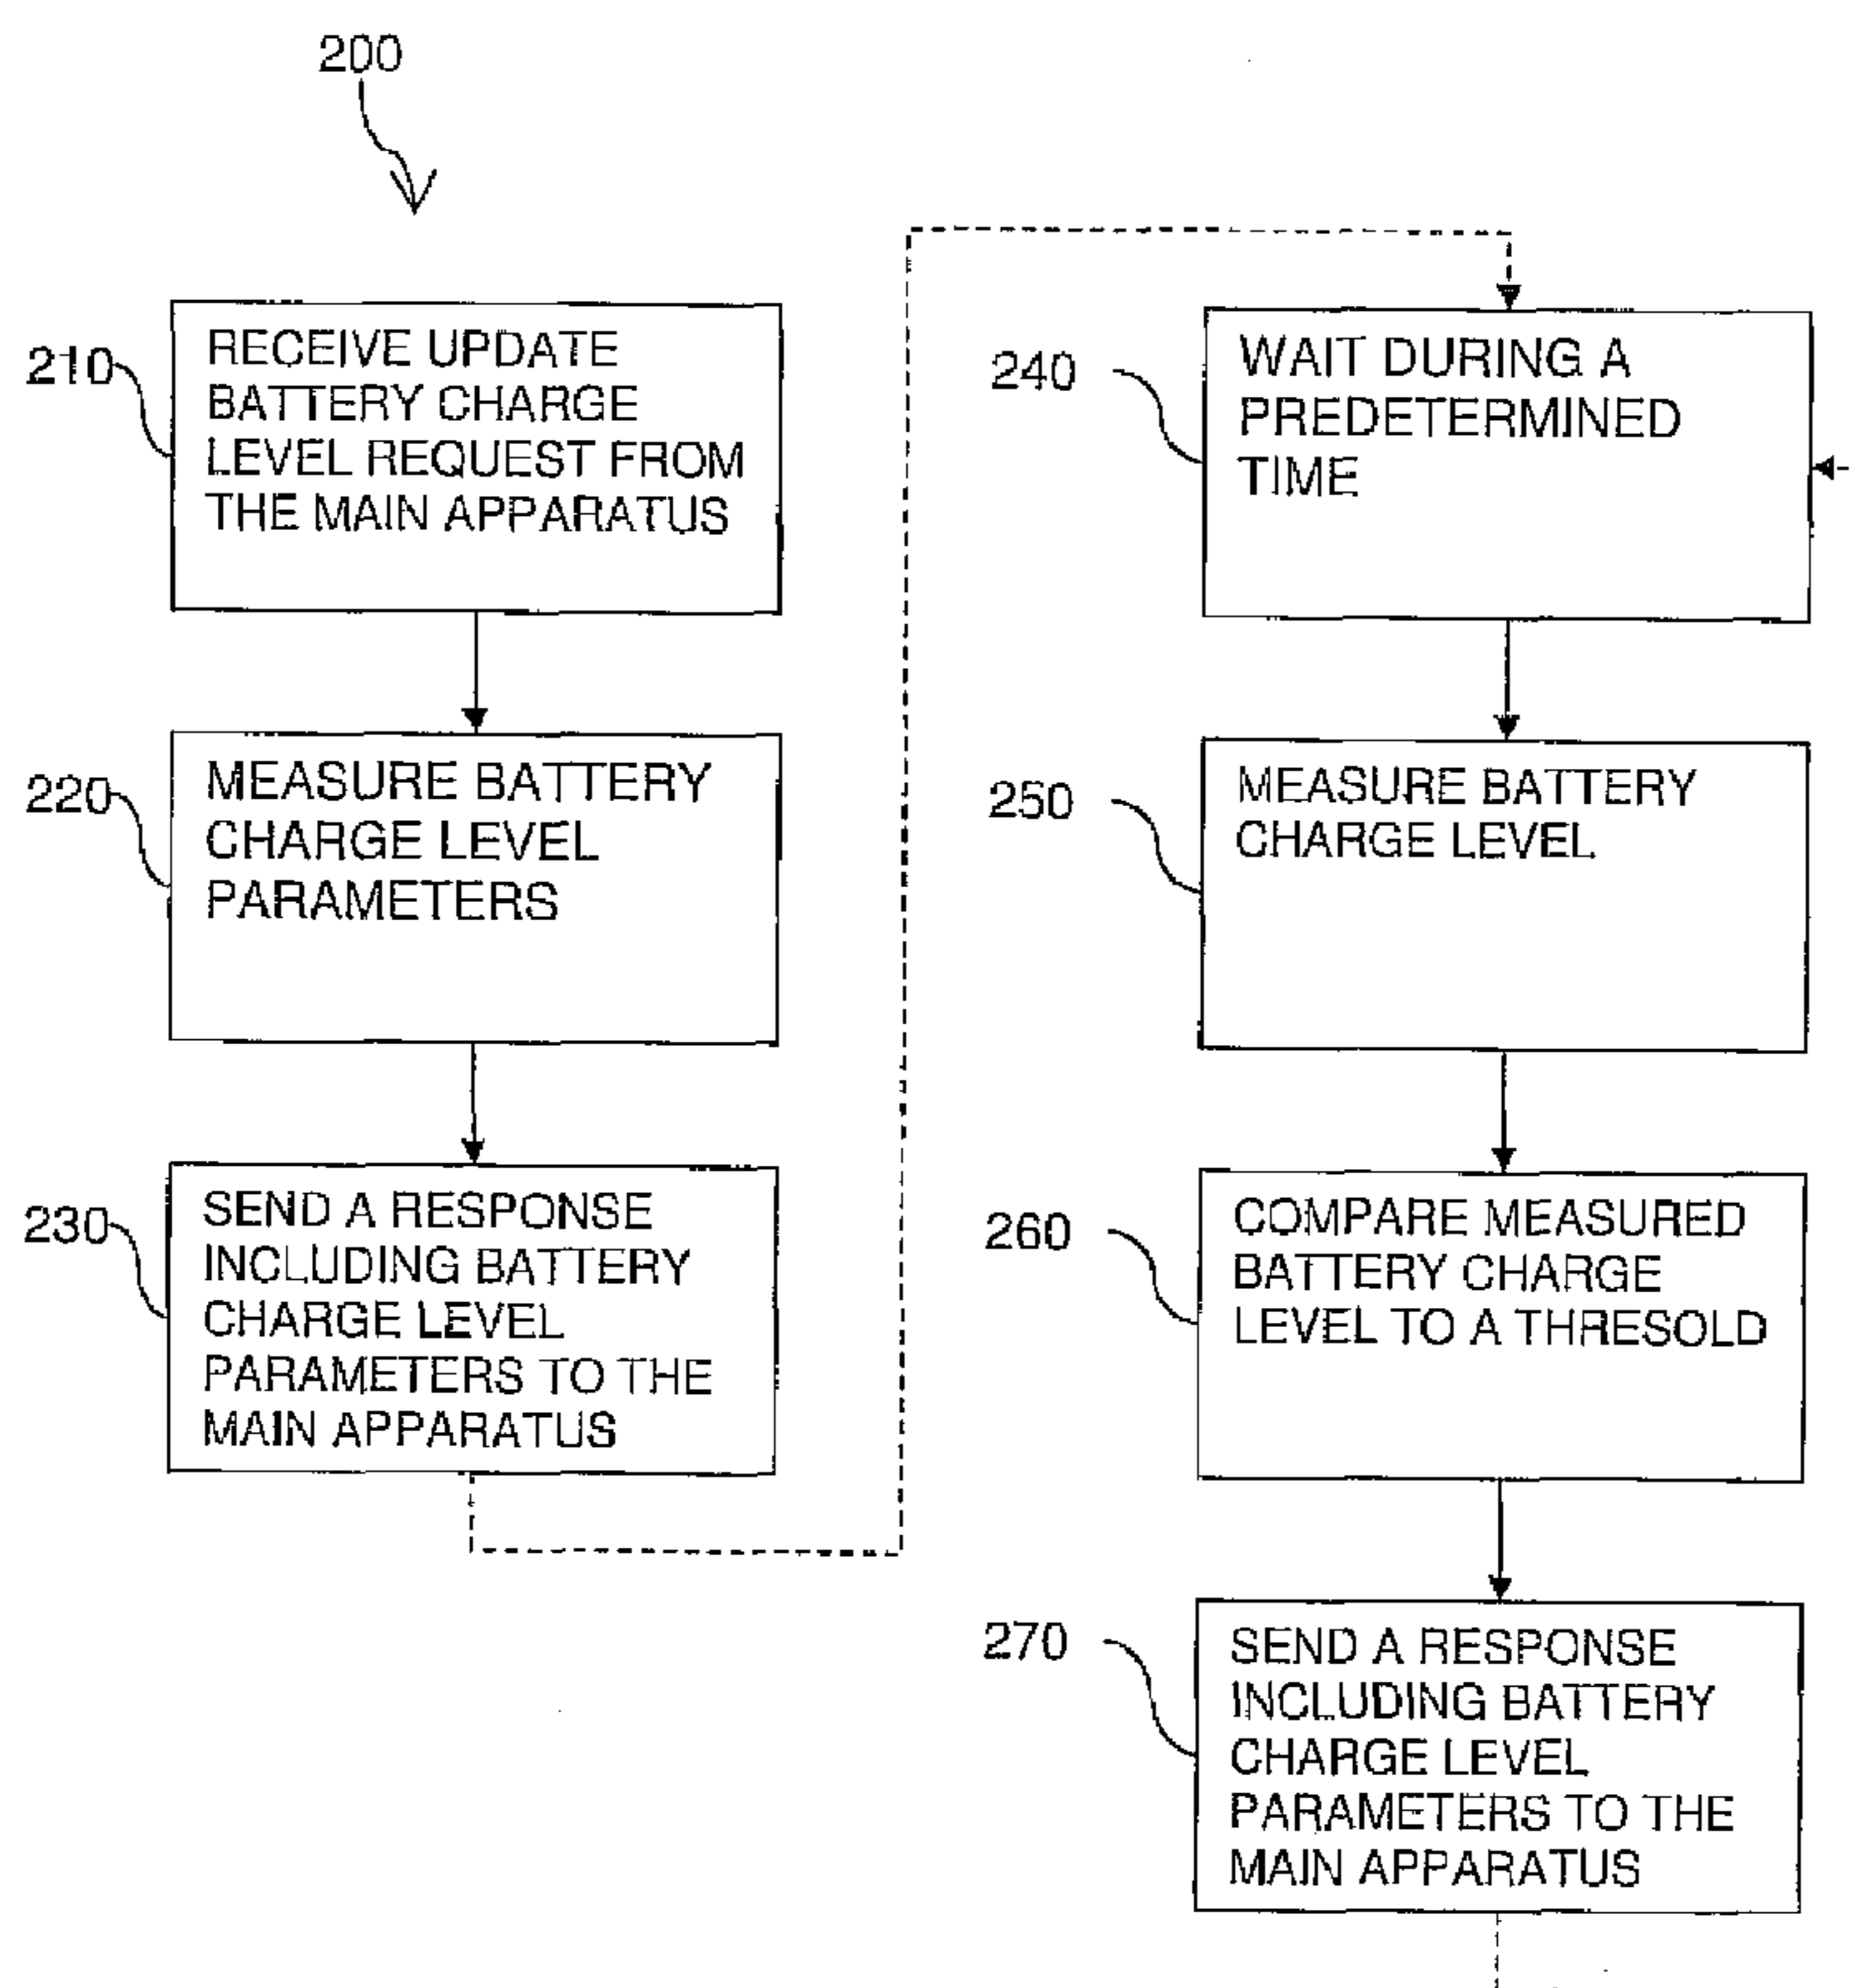 200
210
RECEIVE UPDATE
BATTERY CHARGE
LEVEL REQUEST FROM
THE MAIN APPARATUS
220
MEASURE BATTERY
CHARGE LEVEL
PARAMETERS
230
SEND A RESPONSE
INCLUDING BATTERY
CHARGE LEVEL
PARAMETERS TO THE
MAIN APPARATUS
240
WAIT DURING A
PREDETERMINED
TIME
250
MEASURE BATTERY
CHARGE LEVEL
260
COMPARE MEASURED
BATTERY CHARGE
LEVEL TO A THRESOLD
270
SEND A RESPONSE
INCLUDING BATTERY
CHARGE LEVEL
PARAMETERS TO THE
MAIN APPARATUS